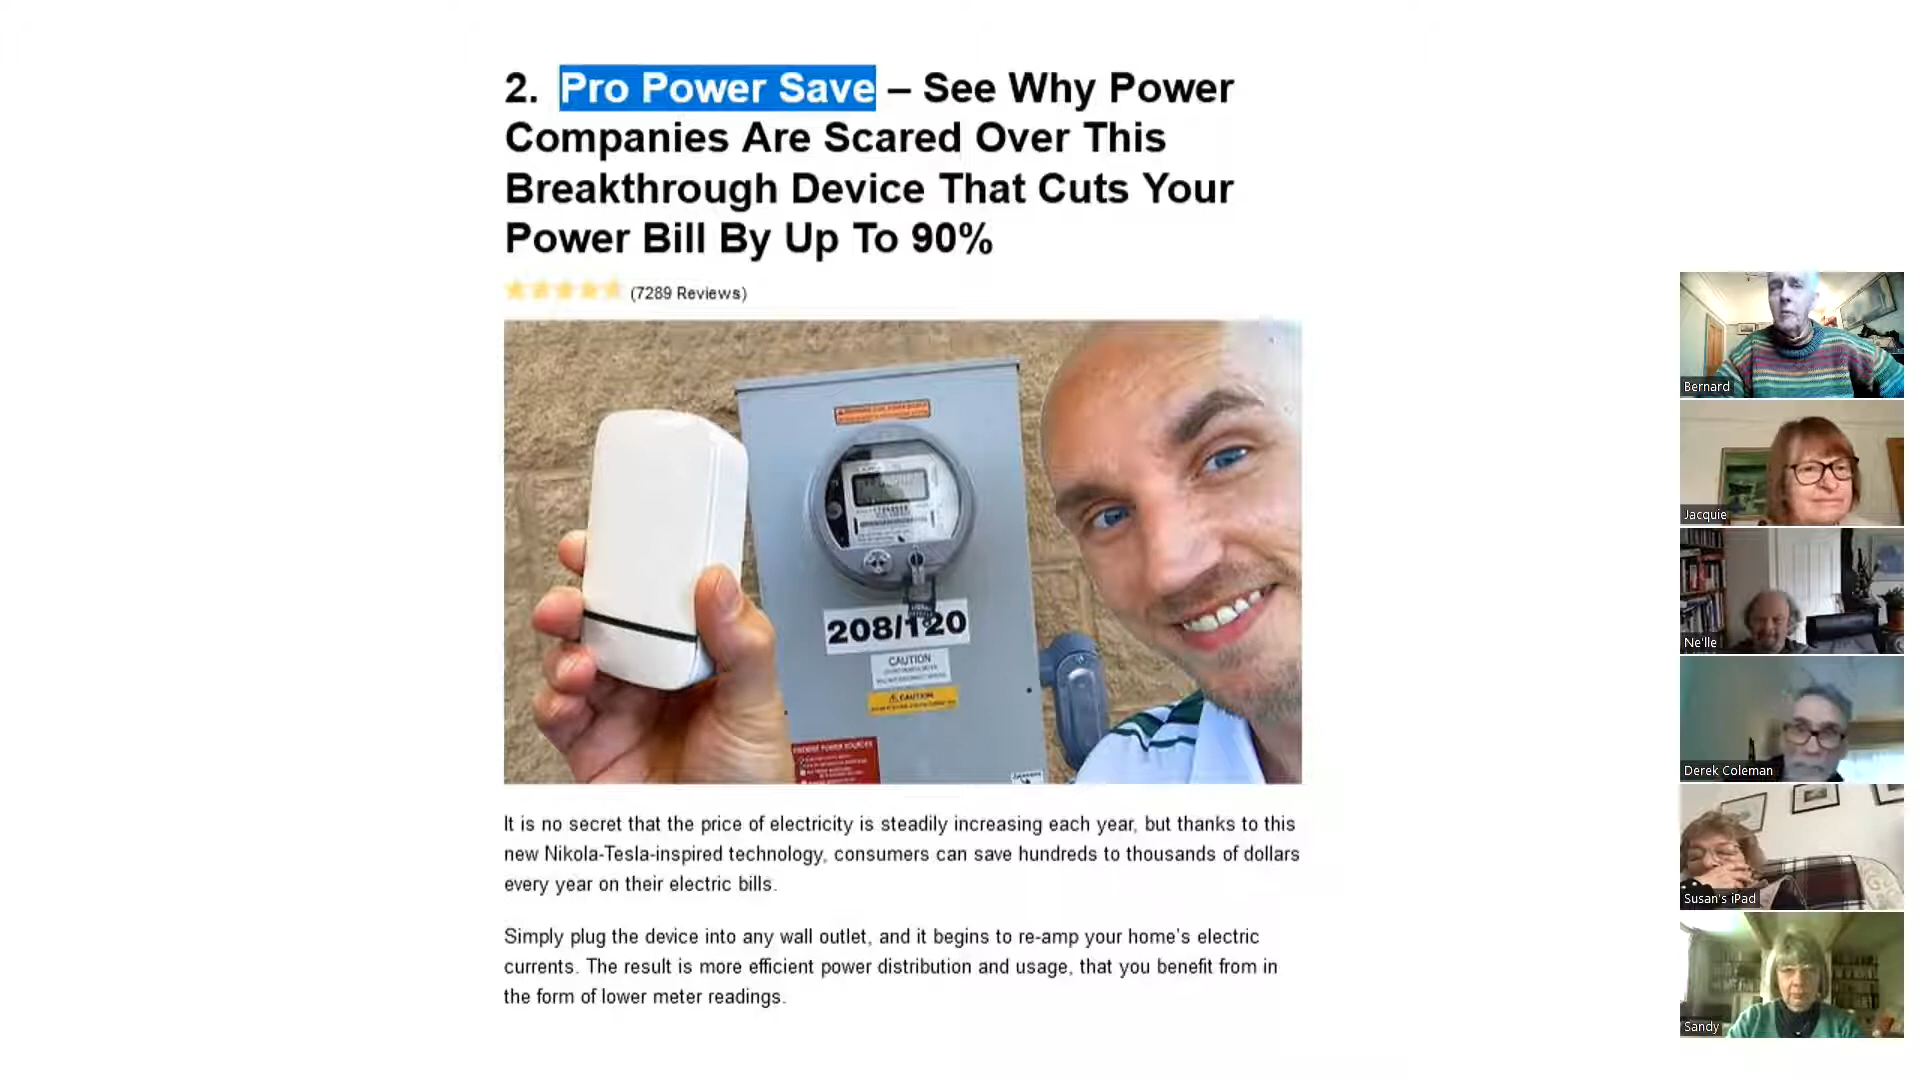 2. Pro Power Save – See Why Power
Companies Are Scared Over This
Breakthrough Device That Cuts Your
Power Bill By Up To 90%
(7289 Reviews)
208/120
CAUTION
CAUTION
It is no secret that the price of electricity is steadily increasing each year, but thanks to this
new Nikola-Tesla-inspired technology, consumers can save hundreds to thousands of dollars
every year on their electric bills.
Simply plug the device into any wall outlet, and it begins to re-amp your home's electric
currents. The result is more efficient power distribution and usage, that you benefit from in
the form of lower meter readings.
Bernard
Jacquie
Ne'lle
Derek Coleman
Susan's iPad
Sandy